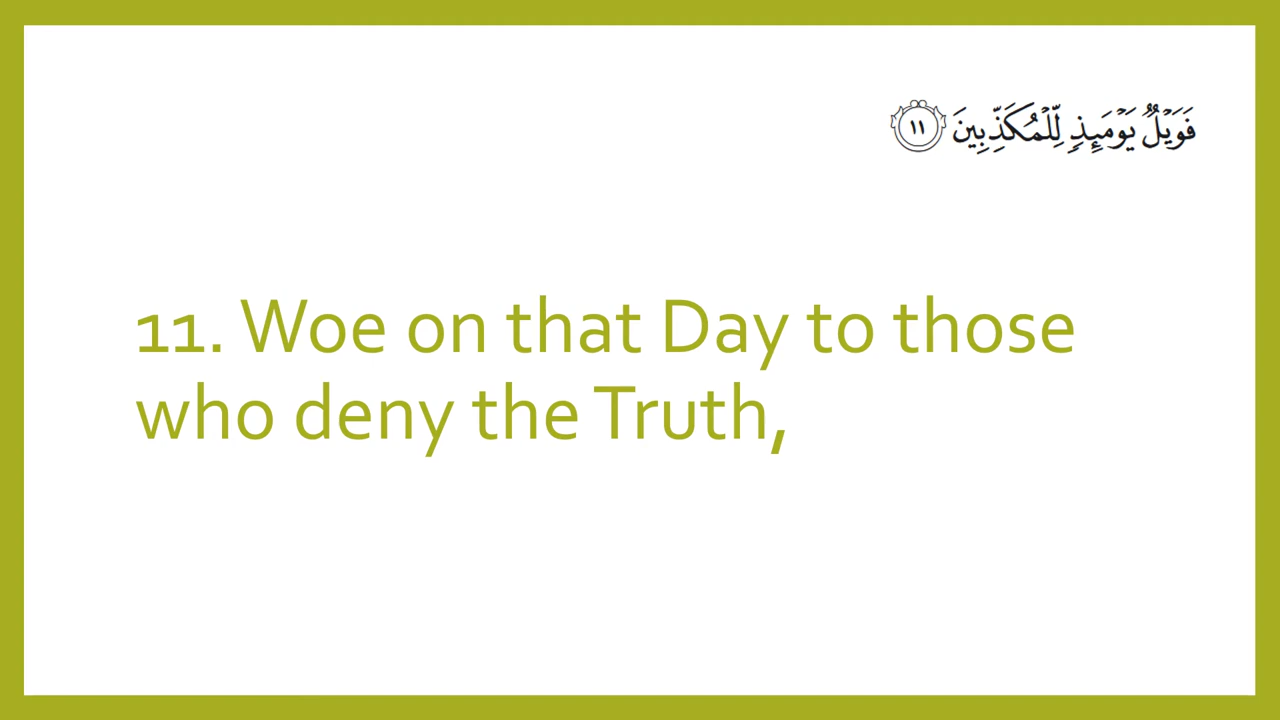 فَوَيْلٌ يَوْمَئِذٍ لِّلْمُكَذِّبِينَ ١١
11. Woe on that Day to those
who deny the Truth,